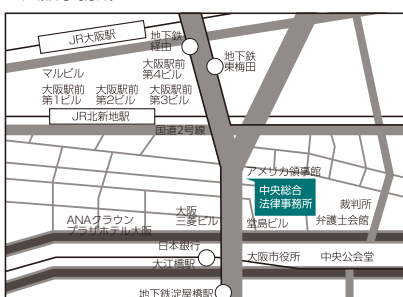 JR大阪駅
地下鉄
経由
地下鉄
東梅田
マルビル
大阪駅前
第4ビル
大阪駅前
第1ビル
大阪駅前
第2ビル
大阪駅前
第3ビル
JR北新地駅
国道2号線
アメリカ領事館
中央総合
法律事務所
裁判所
弁護士会館
ANAクラウン
プラザホテル大阪
大阪
三菱ビル
堂島ビル
日本銀行
大江橋駅
大阪市役所
中央公会堂
地下鉄淀屋橋駅